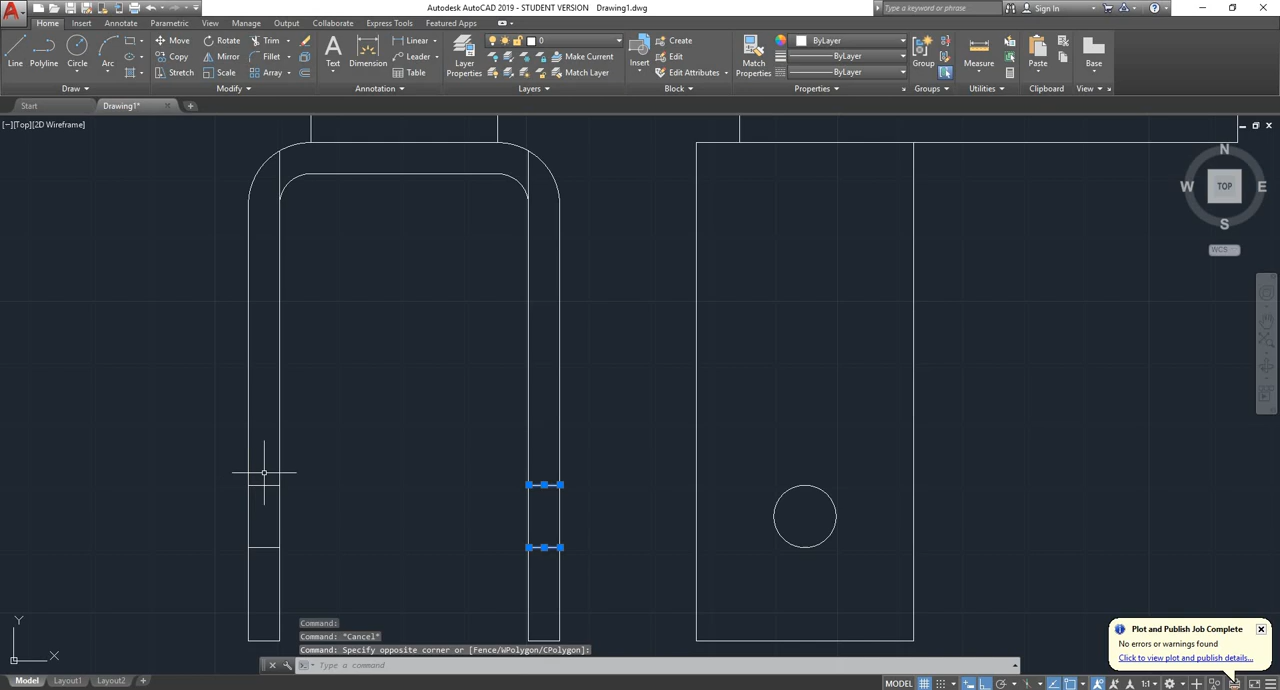 Autodesk AutoCAD 2019 - STUDENT VERSION Drawing1.dwg
Type a keyword or phrase
Sign In
Home Insert Annotate Parametric View Manage Output Collaborate Express Tools Featured Apps
Line
Polyline
Circle
Arc
Move
Copy
Stretch
Rotate
Mirror
Scale
Trim
Fillet
Array
Text
Dimension
Linear
Leader
Table
Layer
Properties
0
Make Current
Match Layer
Insert
Create
Edit
Edit Attributes
Match
Properties
ByLayer
ByLayer
ByLayer
Group
Measure
Paste
Base
Draw
Modify
Annotation
Layers
Block
Properties
Groups
Utilities
Clipboard
View
Start
Drawing1*
[−][Top][2D Wireframe]
N
W
TOP
E
S
WCS
Plot and Publish Job Complete
No errors or warnings found
Click to view plot and publish details...
Command:
Command: *Cancel*
Command: Specify opposite corner or [Fence/WPolygon/CPolygon]:
Type a command
Y
X
Model
Layout1
Layout2
MODEL
1:1